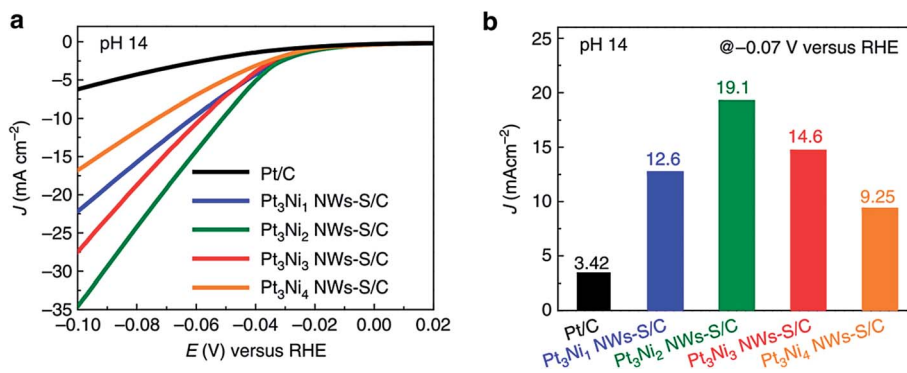 a
pH 14
0
−5
−10
−15
−20
−25
−30
−35
J (mA cm⁻²)
Pt/C
Pt₃Ni₁ NWs-S/C
Pt₃Ni₂ NWs-S/C
Pt₃Ni₃ NWs-S/C
Pt₃Ni₄ NWs-S/C
−0.10 −0.08 −0.06 −0.04 −0.02 0.00 0.02
E (V) versus RHE
b
pH 14 @−0.07 V versus RHE
25
20
15
10
5
0
J (mAcm⁻²)
3.42
12.6
19.1
14.6
9.25
Pt/C
Pt₃Ni₁ NWs-S/C
Pt₃Ni₂ NWs-S/C
Pt₃Ni₃ NWs-S/C
Pt₃Ni₄ NWs-S/C